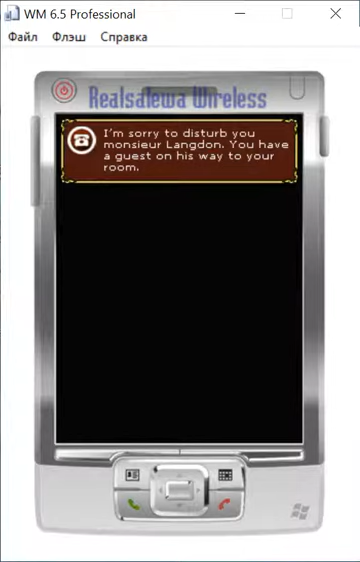 WM 6.5 Professional
Файл Флэш Справка
Realsalewa Wireless
I'm sorry to disturb you
monsieur Langdon. You have
a guest on his way to your
room.